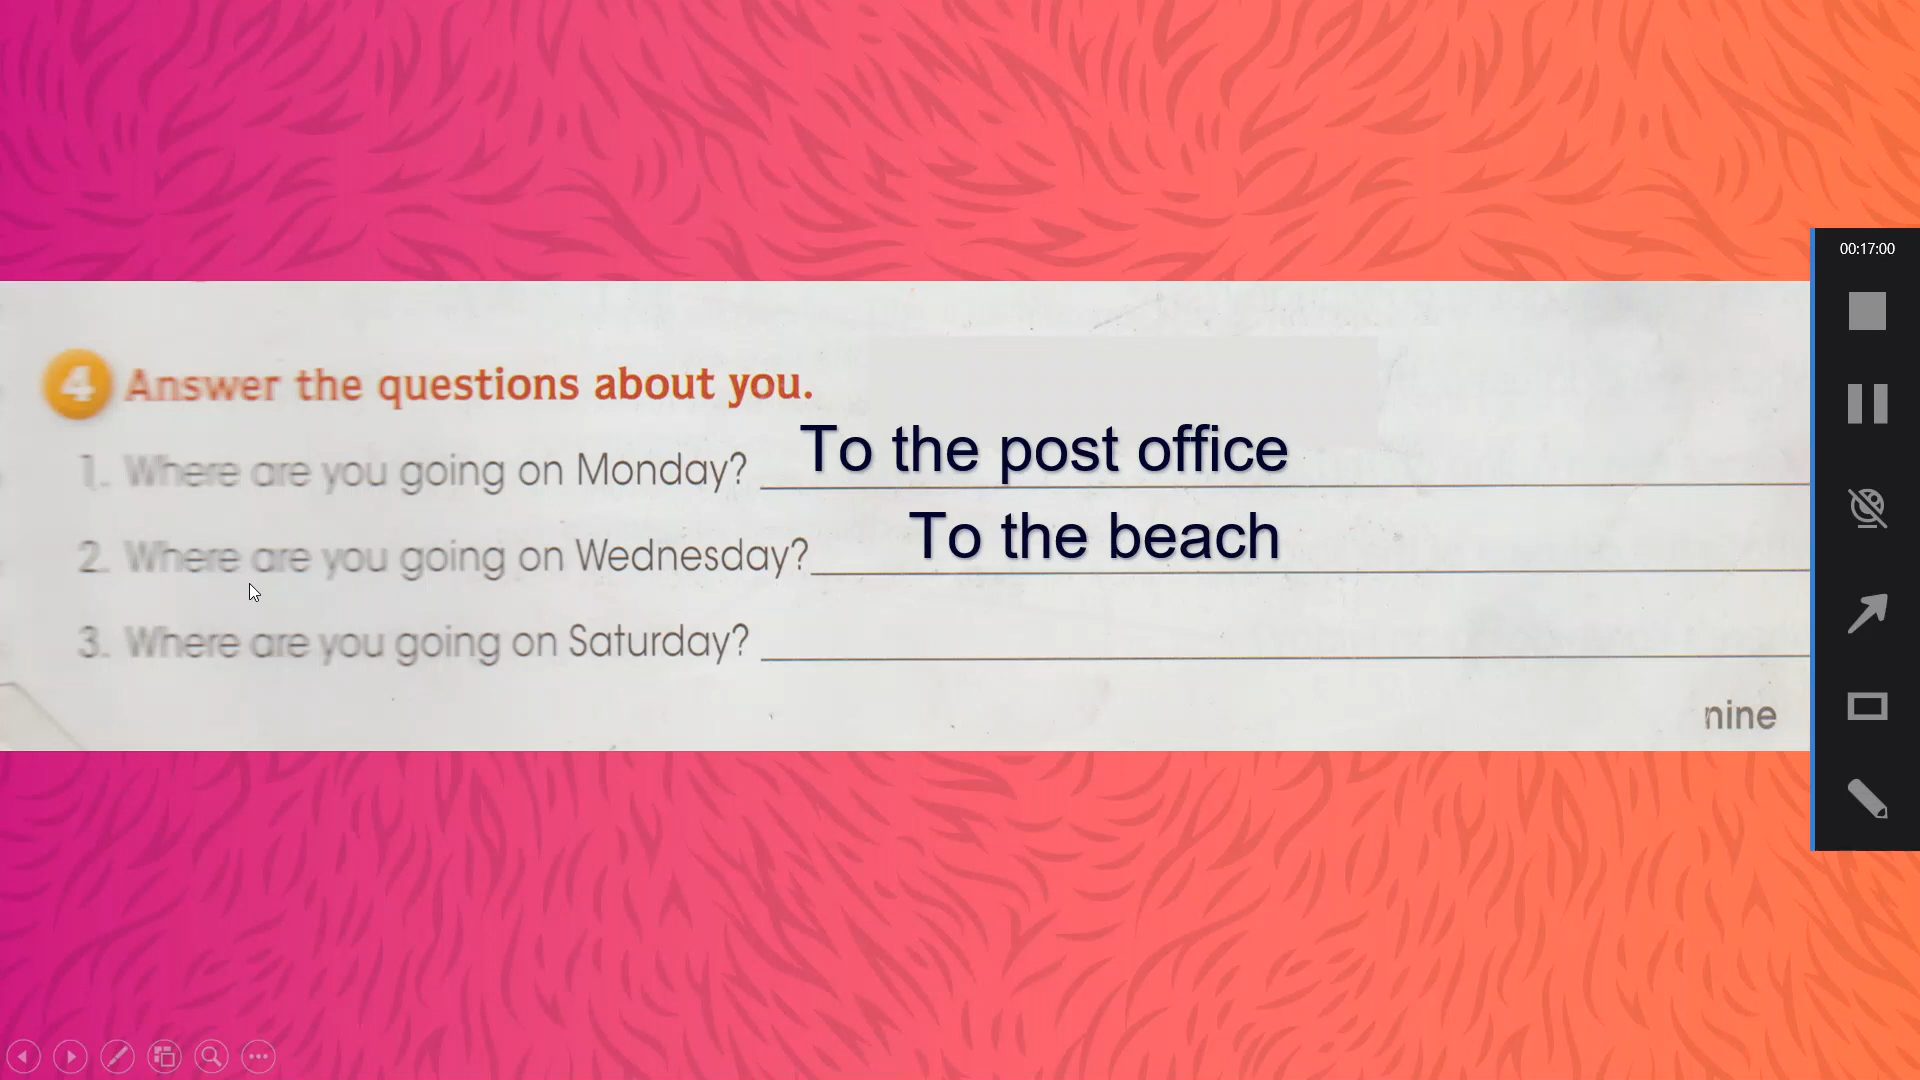 00:17:00
4 Answer the questions about you.
1. Where are you going on Monday? To the post office
2. Where are you going on Wednesday? To the beach
3. Where are you going on Saturday?
nine